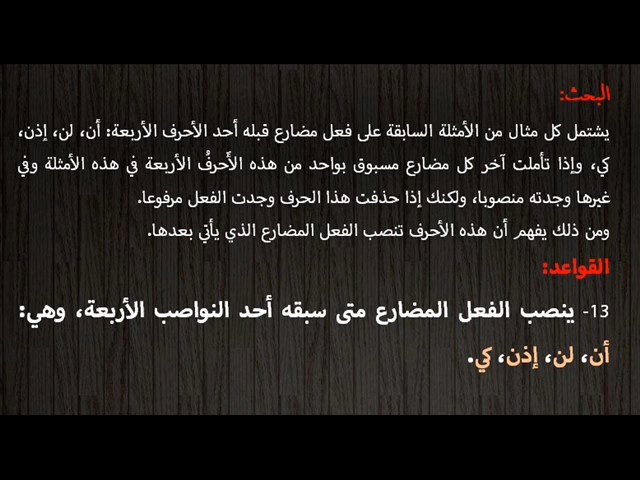 البحث:
يشتمل كل مثال من الأمثلة السابقة على فعل مضارع قبله أحد الأحرف الأربعة: أن، لن، إذن،
كي، وإذا تأملت آخر كل مضارع مسبوق بواحد من هذه الأَحرفُ الأربعة في هذه الأمثلة وفي
غيرها وجدته منصوبا، ولكنك إذا حذفت هذا الحرف وجدت الفعل مرفوعا.
ومن ذلك يفهم أن هذه الأحرف تنصب الفعل المضارع الذي يأتي بعدها.
القواعد:
13- ينصب الفعل المضارع متى سبقه أحد النواصب الأربعة، وهي:
أن، لن، إذن، كي.